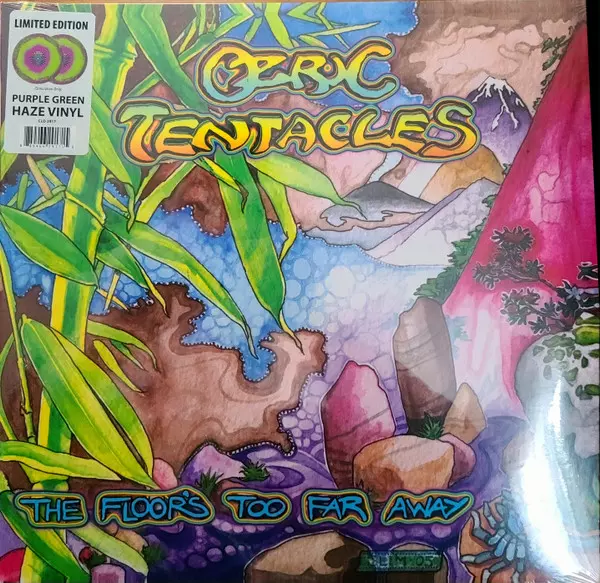 LIMITED EDITION
PURPLE GREEN
HAZE VINYL
OZRIC
TENTACLES
THE FLOOR'S TOO FAR AWAY